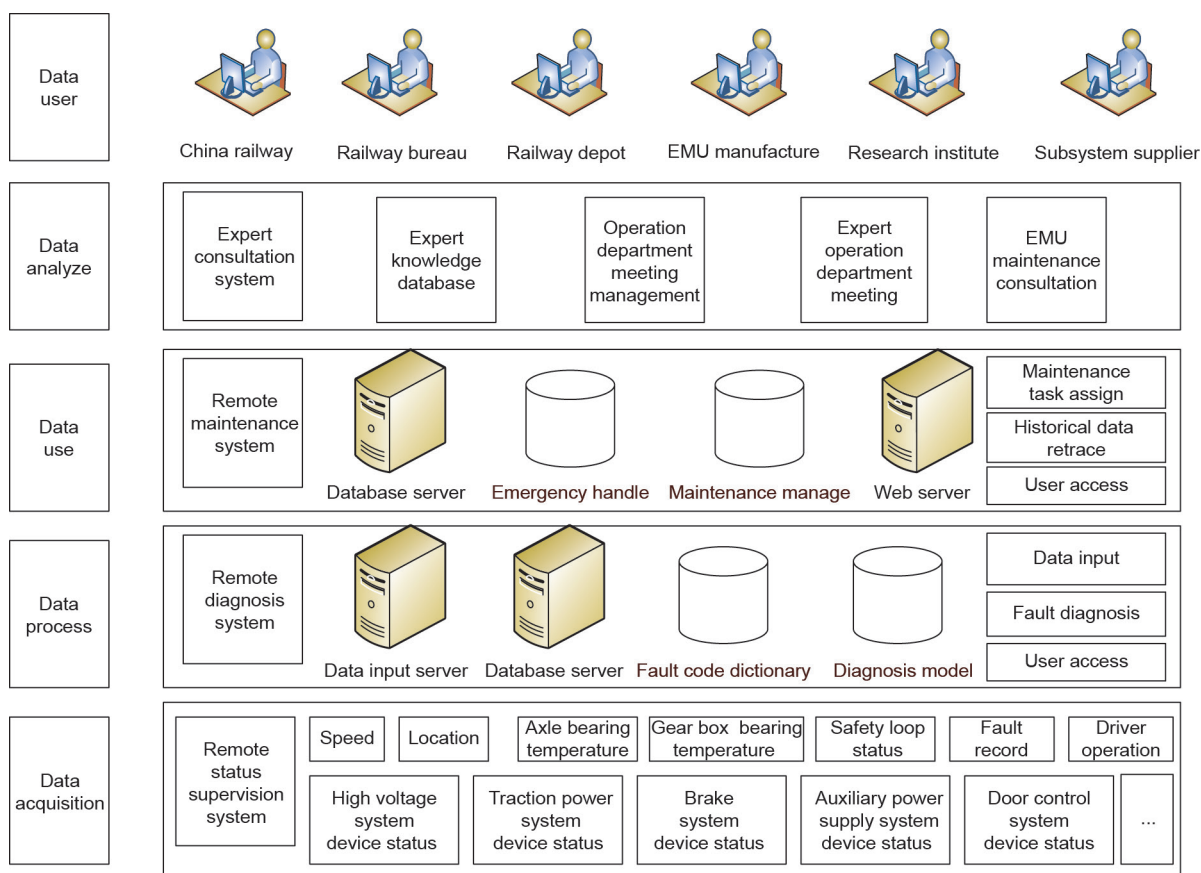 Data
user
China railway
Railway bureau
Railway depot
EMU manufacture
Research institute
Subsystem supplier
Data
analyze
Expert
consultation
system
Expert
knowledge
database
Operation
department
meeting
management
Expert
operation
department
meeting
EMU
maintenance
consultation
Data
use
Remote
maintenance
system
Database server
Emergency handle
Maintenance manage
Web server
Maintenance
task assign
Historical data
retrace
User access
Data
process
Remote
diagnosis
system
Data input server
Database server
Fault code dictionary
Diagnosis model
Data input
Fault diagnosis
User access
Data
acquisition
Remote
status
supervision
system
Speed
Location
Axle bearing
temperature
Gear box bearing
temperature
Safety loop
status
Fault
record
Driver
operation
High voltage
system
device status
Traction power
system
device status
Brake
system
device status
Auxiliary power
supply system
device status
Door control
system
device status
...